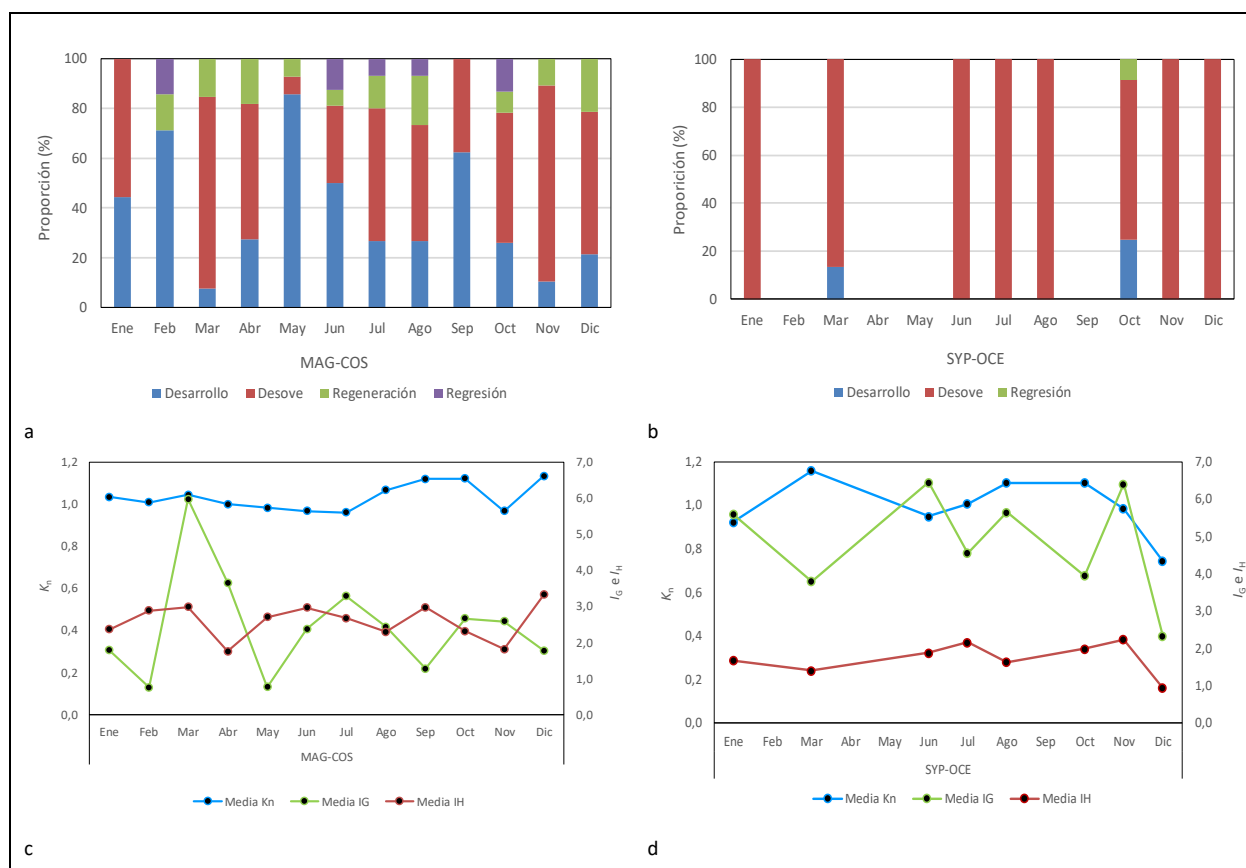 100
80
60
40
20
0
Proporción (%)
Ene Feb Mar Abr May Jun Jul Ago Sep Oct Nov Dic
MAG-COS
Desarrollo Desove Regeneración Regresión
a
100
80
60
40
20
0
Proporición (%)
Ene Feb Mar Abr May Jun Jul Ago Sep Oct Nov Dic
SYP-OCE
Desarrollo Desove Regresión
b
1,2
1,0
0,8
0,6
0,4
0,2
0,0
Kn
7,0
6,0
5,0
4,0
3,0
2,0
1,0
0,0
IG e IH
Ene Feb Mar Abr May Jun Jul Ago Sep Oct Nov Dic
MAG-COS
Media Kn Media IG Media IH
c
1,2
1,0
0,8
0,6
0,4
0,2
0,0
Kn
7,0
6,0
5,0
4,0
3,0
2,0
1,0
0,0
IG e IH
Ene Feb Mar Abr May Jun Jul Ago Sep Oct Nov Dic
SYP-OCE
Media Kn Media IG Media IH
d